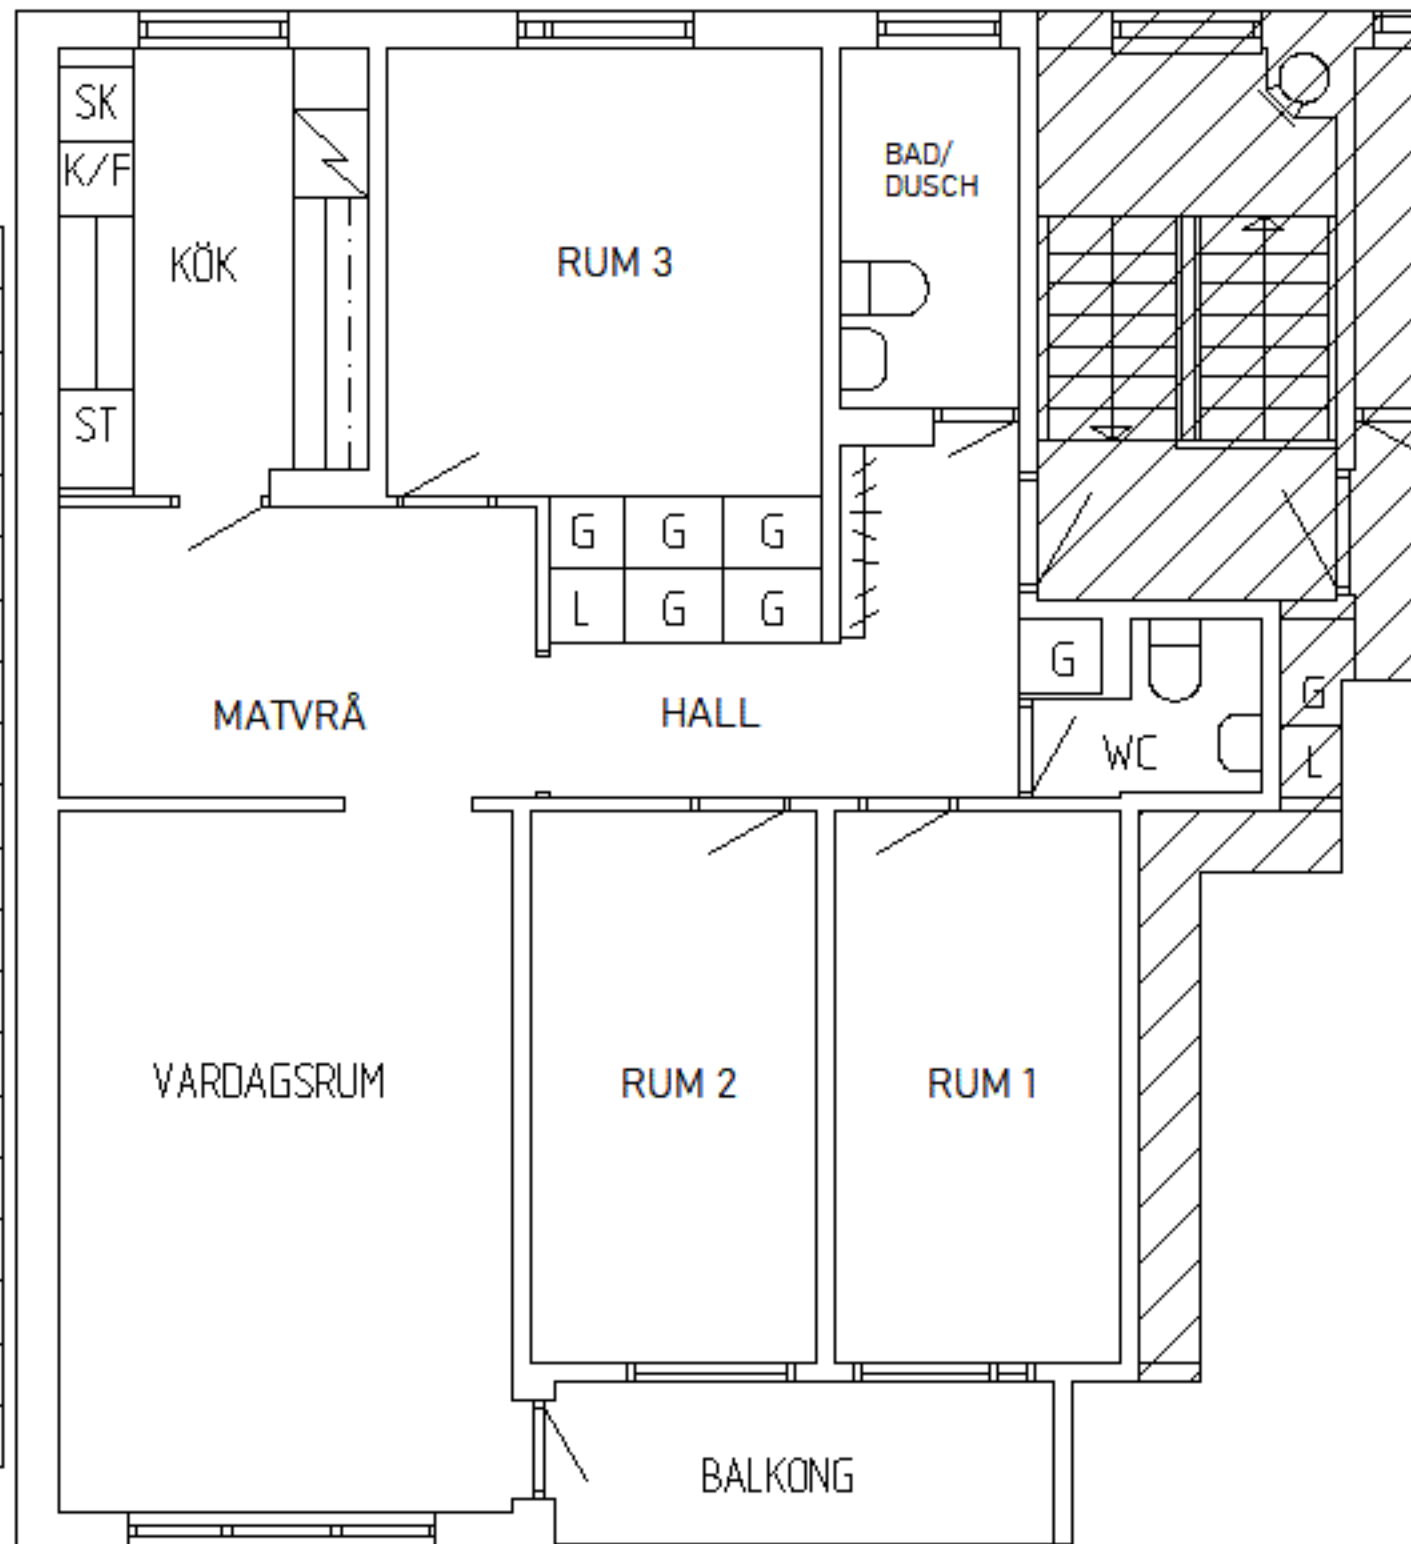 SK
K/F
KÖK
ST
RUM 3
BAD/
DUSCH
G G G
L G G
G
MATVRÅ
HALL
WC
G
L
VARDAGSRUM
RUM 2
RUM 1
BALKONG